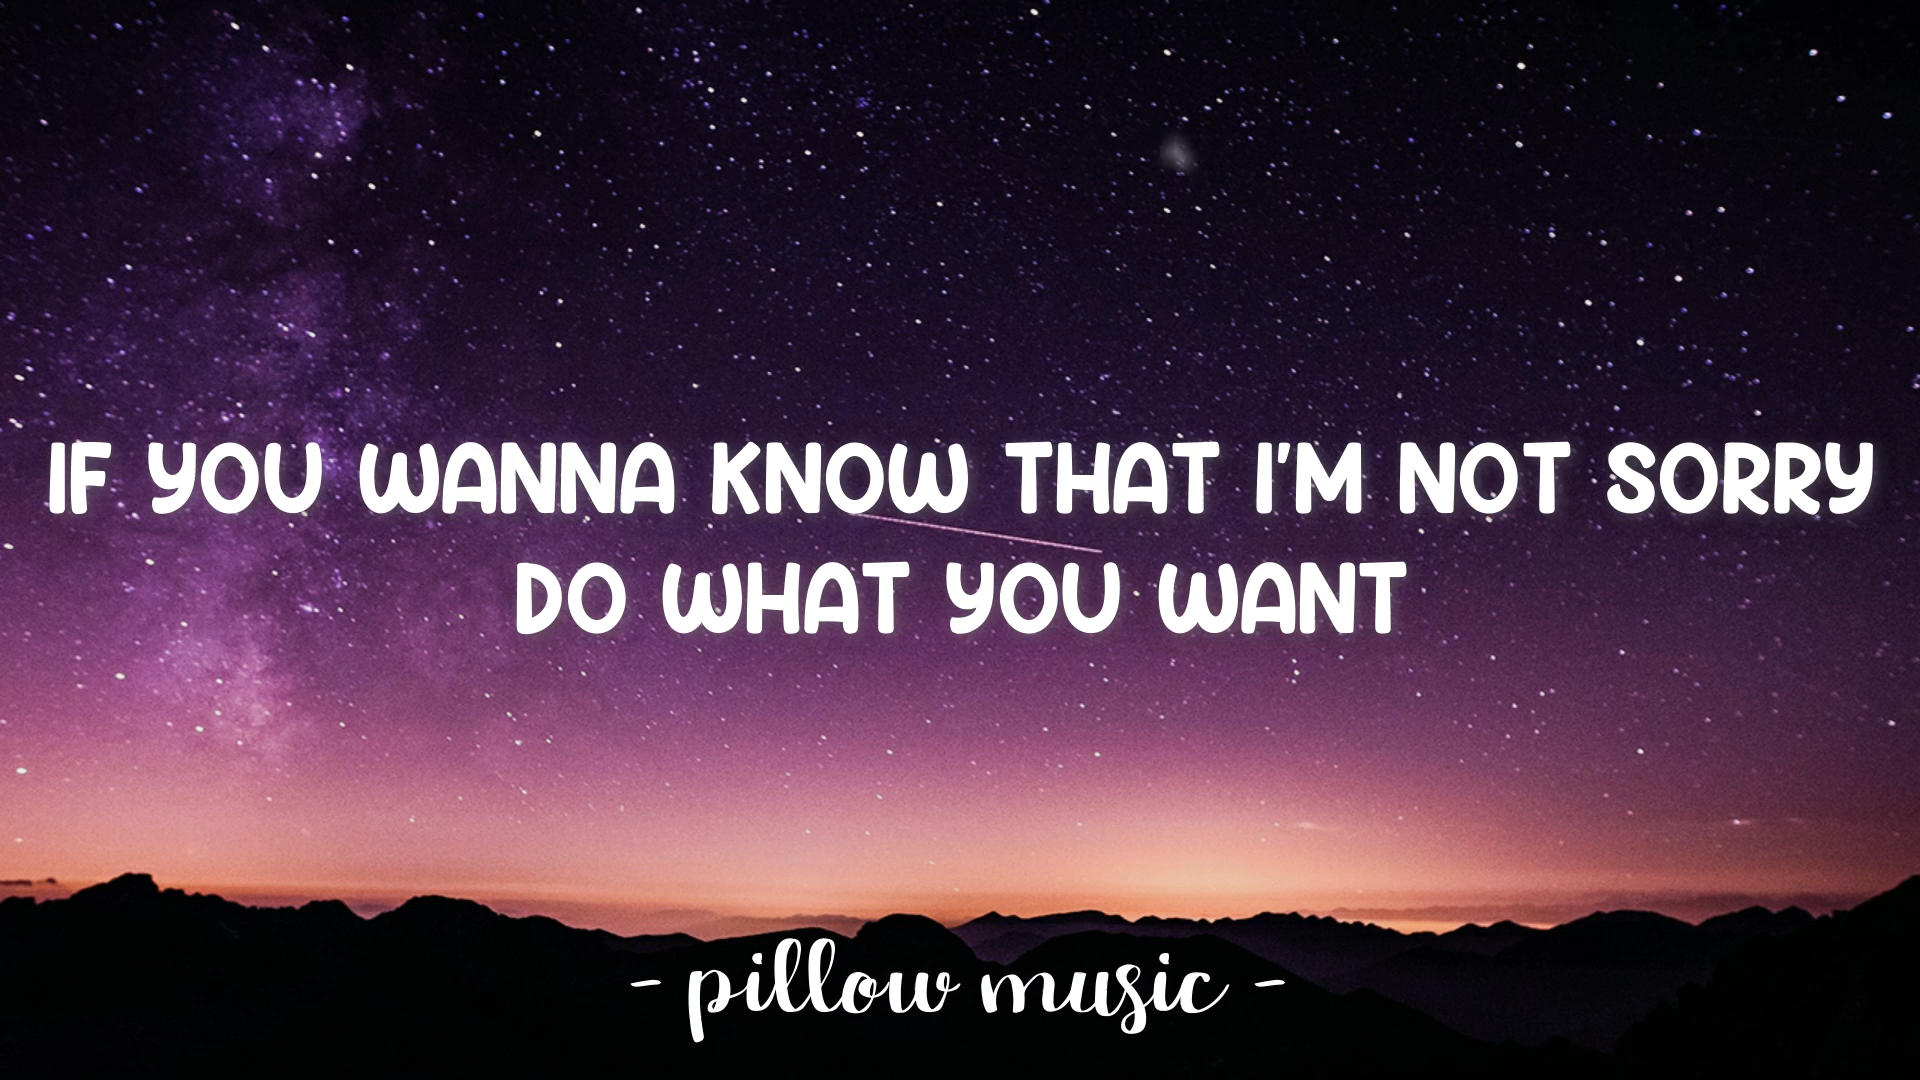 IF YOU WANNA KNOW THAT I'M NOT SORRY
DO WHAT YOU WANT
- pillow music -